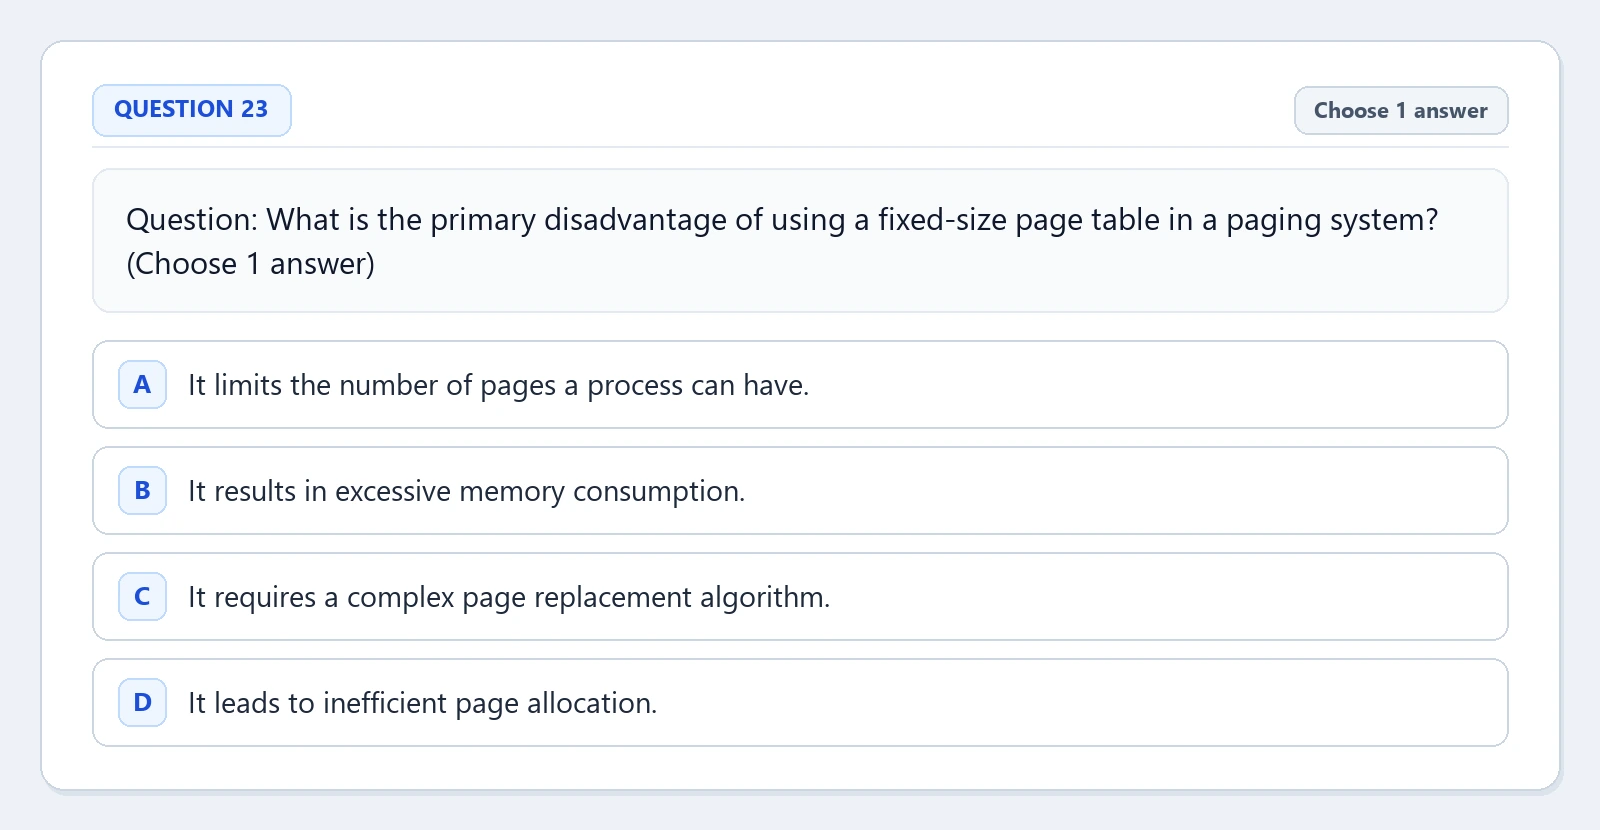 QUESTION 23
Choose 1 answer
Question: What is the primary disadvantage of using a fixed-size page table in a paging system?
(Choose 1 answer)
A It limits the number of pages a process can have.
B It results in excessive memory consumption.
C It requires a complex page replacement algorithm.
D It leads to inefficient page allocation.